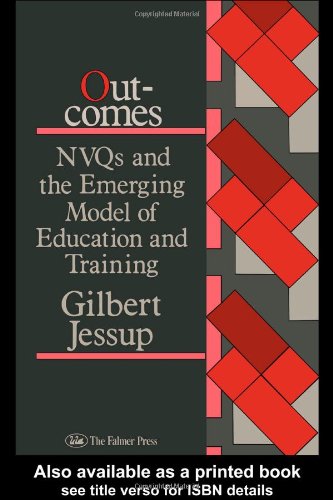 Out-
comes
NVQs and
the Emerging
Model of
Education and
Training
Gilbert
Jessup
The Falmer Press
Also available as a printed book
see title verso for ISBN details